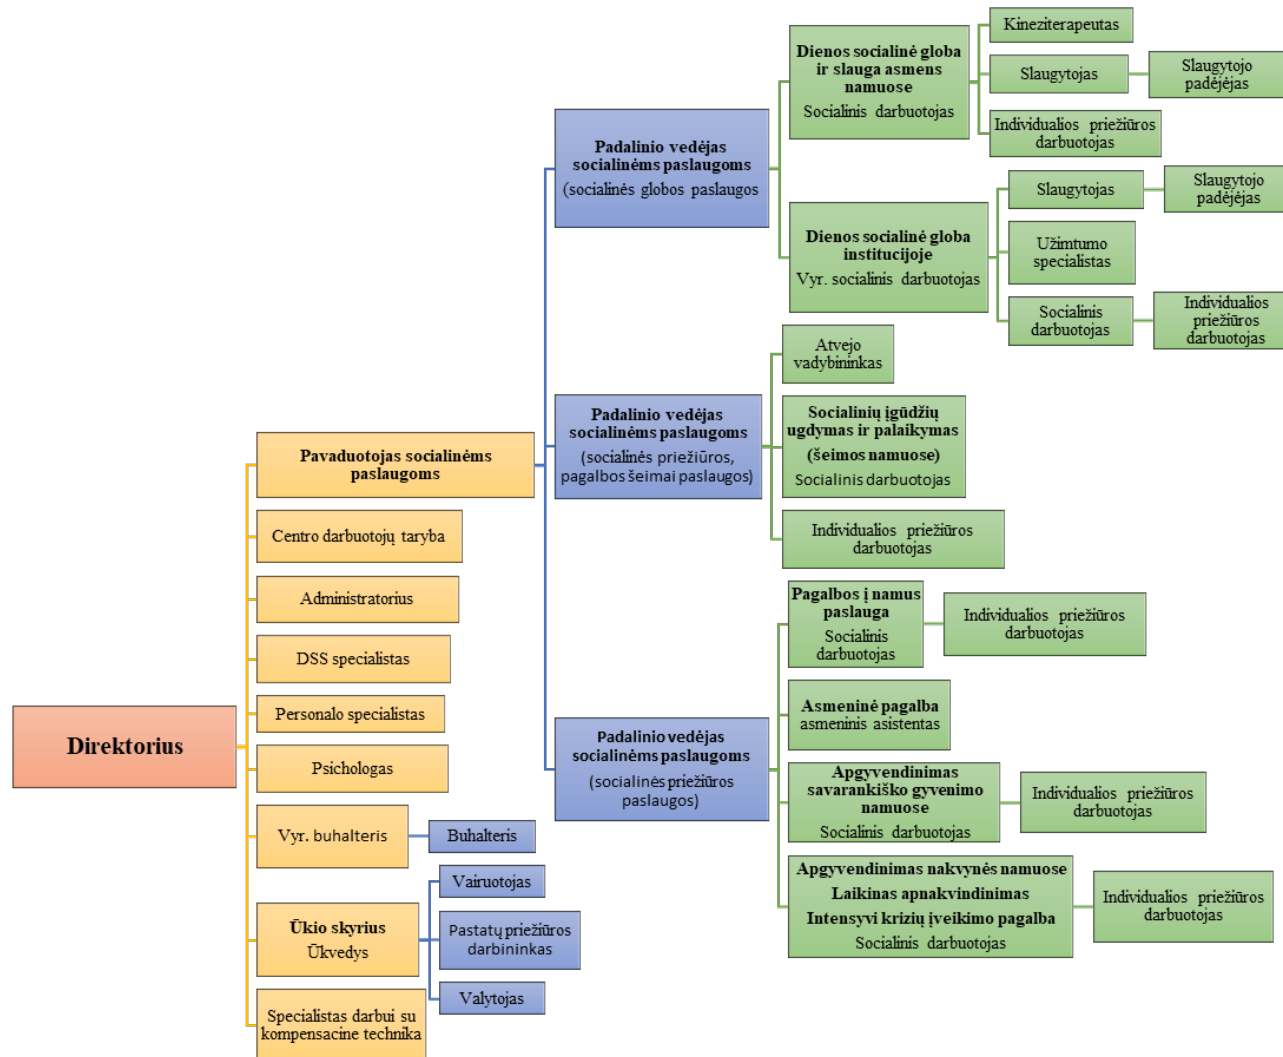 Direktorius
Pavaduotojas socialinėms
paslaugoms
Centro darbuotojų taryba
Administratorius
DSS specialistas
Personalo specialistas
Psichologas
Vyr. buhalteris
Buhalteris
Ūkio skyrius
Ūkvedys
Vairuotojas
Pastatų priežiūros
darbininkas
Valytojas
Specialistas darbui su
kompensacine technika
Padalinio vedėjas
socialinėms paslaugoms
(socialinės globos paslaugos
Dienos socialinė globa
ir slauga asmens
namuose
Socialinis darbuotojas
Kineziterapeutas
Slaugytojas
Slaugytojo
padėjėjas
Individualios priežiūros
darbuotojas
Dienos socialinė globa
institucijoje
Vyr. socialinis darbuotojas
Slaugytojas
Slaugytojo
padėjėjas
Užimtumo
specialistas
Socialinis
darbuotojas
Individualios
priežiūros
darbuotojas
Padalinio vedėjas
socialinėms paslaugoms
(socialinės priežiūros,
pagalbos šeimai paslaugos)
Atvejo
vadybininkas
Socialinių įgūdžių
ugdymas ir palaikymas
(šeimos namuose)
Socialinis darbuotojas
Individualios priežiūros
darbuotojas
Padalinio vedėjas
socialinėms paslaugoms
(socialinės priežiūros
paslaugos)
Pagalbos į namus
paslauga
Socialinis
darbuotojas
Individualios priežiūros
darbuotojas
Asmeninė pagalba
asmeninis asistentas
Apgyvendinimas
savarankiško gyvenimo
namuose
Socialinis darbuotojas
Individualios priežiūros
darbuotojas
Apgyvendinimas nakvynės namuose
Laikinas apnakvindinimas
Intensyvi krizių įveikimo pagalba
Socialinis darbuotojas
Individualios priežiūros
darbuotojas